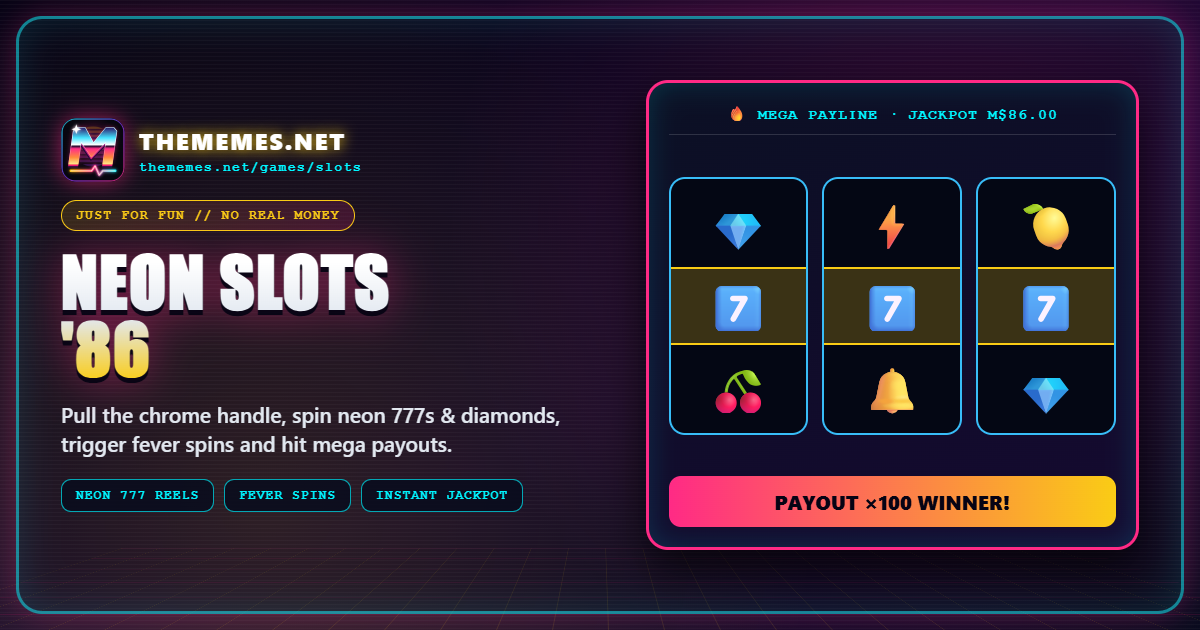 THEMEMES.NET
thememes.net/games/slots
JUST FOR FUN // NO REAL MONEY
NEON SLOTS
'86
Pull the chrome handle, spin neon 777s & diamonds,
trigger fever spins and hit mega payouts.
NEON 777 REELS
FEVER SPINS
INSTANT JACKPOT
MEGA PAYLINE · JACKPOT M$86.00
7 7 7
PAYOUT ×100 WINNER!